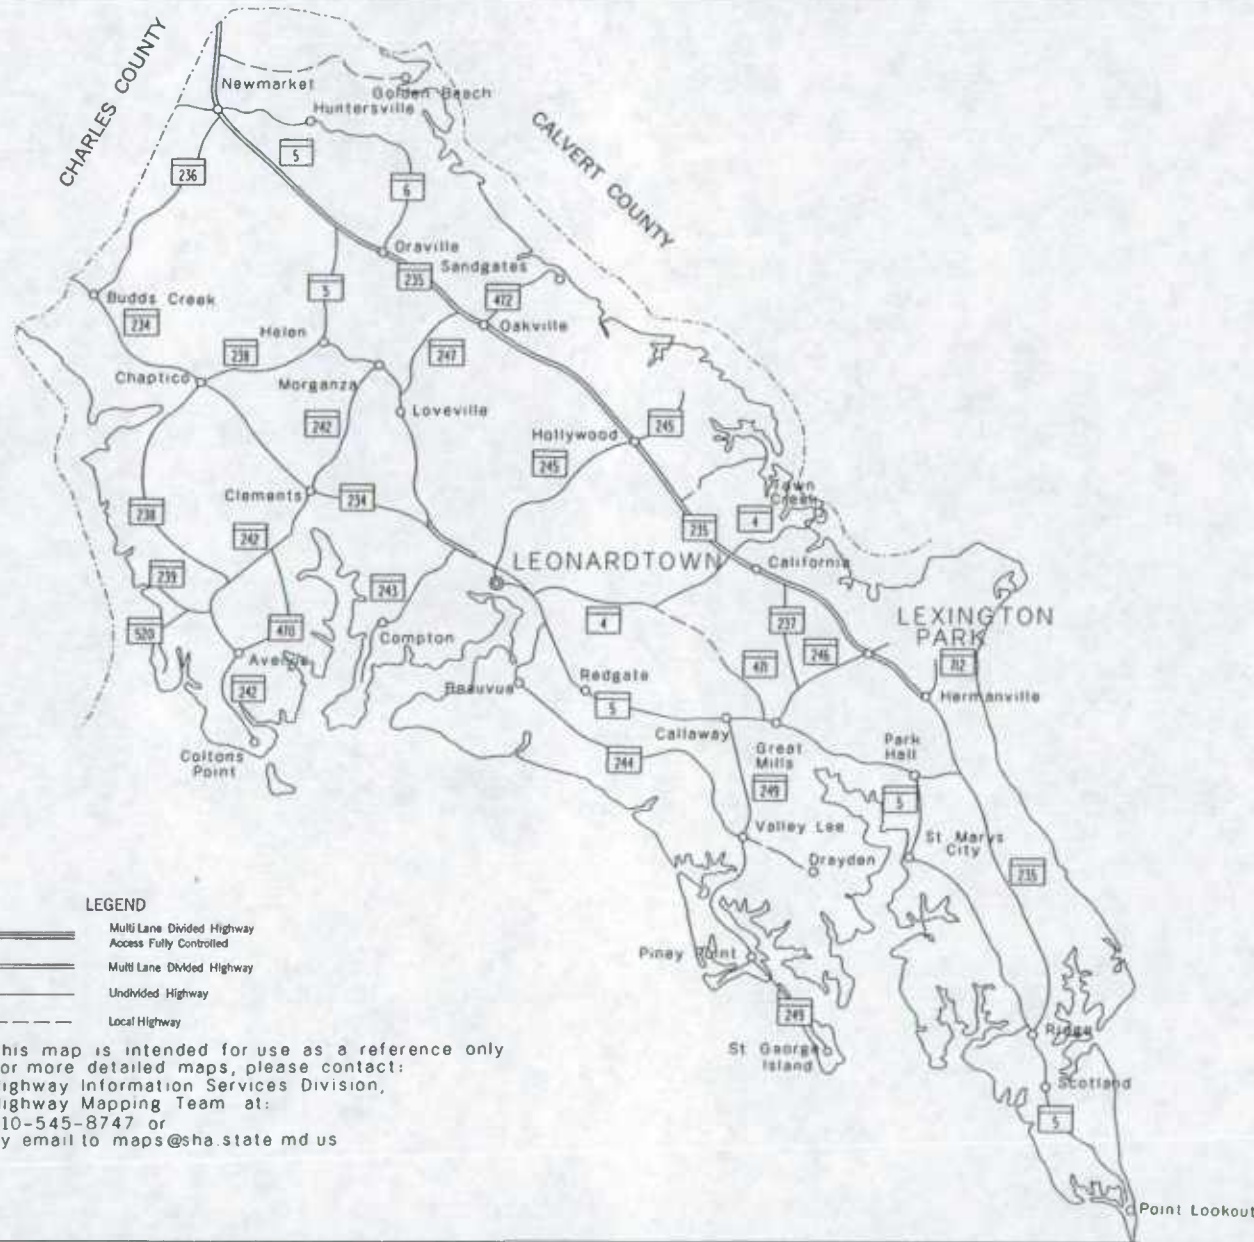 CHARLES COUNTY
Newmarket
Golden Beach
Huntersville
CALVERT COUNTY
5
236
6
Oraville
235
Sandgates
Budds Creek
5
472
234
Helen
Oakville
238
247
Chaptico
Morganza
242
Loveville
245
Hollywood
245
Clements
234
Town
Creek
238
4
235
242
LEONARDTOWN
California
239
243
LEXINGTON
PARK
4
237
520
470
Compton
246
Avenue
471
712
Redgate
Beauvue
242
Hermanville
5
Callaway
Park
Hall
Coltons
Point
244
Great
Mills
249
5
Valley Lee
St Marys
City
Drayden
235
LEGEND
Multi Lane Divided Highway
Access Fully Controlled
Piney Point
Multi Lane Divided Highway
Undivided Highway
249
Local Highway
Ridge
St George
Island
his map is intended for use as a reference only
or more detailed maps, please contact:
ighway Information Services Division,
Scotland
ighway Mapping Team at:
10-545-8747 or
5
y email to maps@sha.state md us
Point Lookout